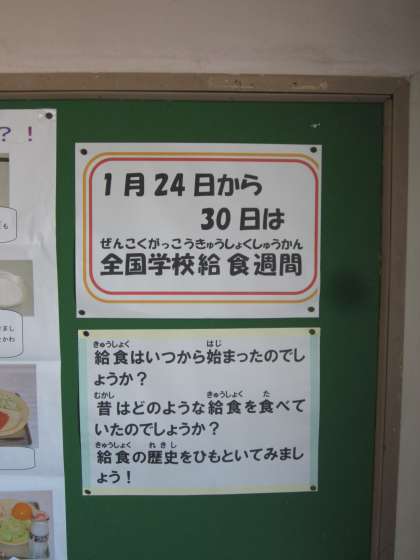 ？！
1月24日から
30日は
ぜんこくがっこうきゅうしょくしゅうかん
全国学校給食週間
きゅうしょく はじ
給食はいつから始まったのでし
ょうか？
むかし きゅうしょく た
昔はどのような給食を食べて
いたのでしょうか？
きゅうしょく れきし
給食の歴史をひもといてみまし
ょう！